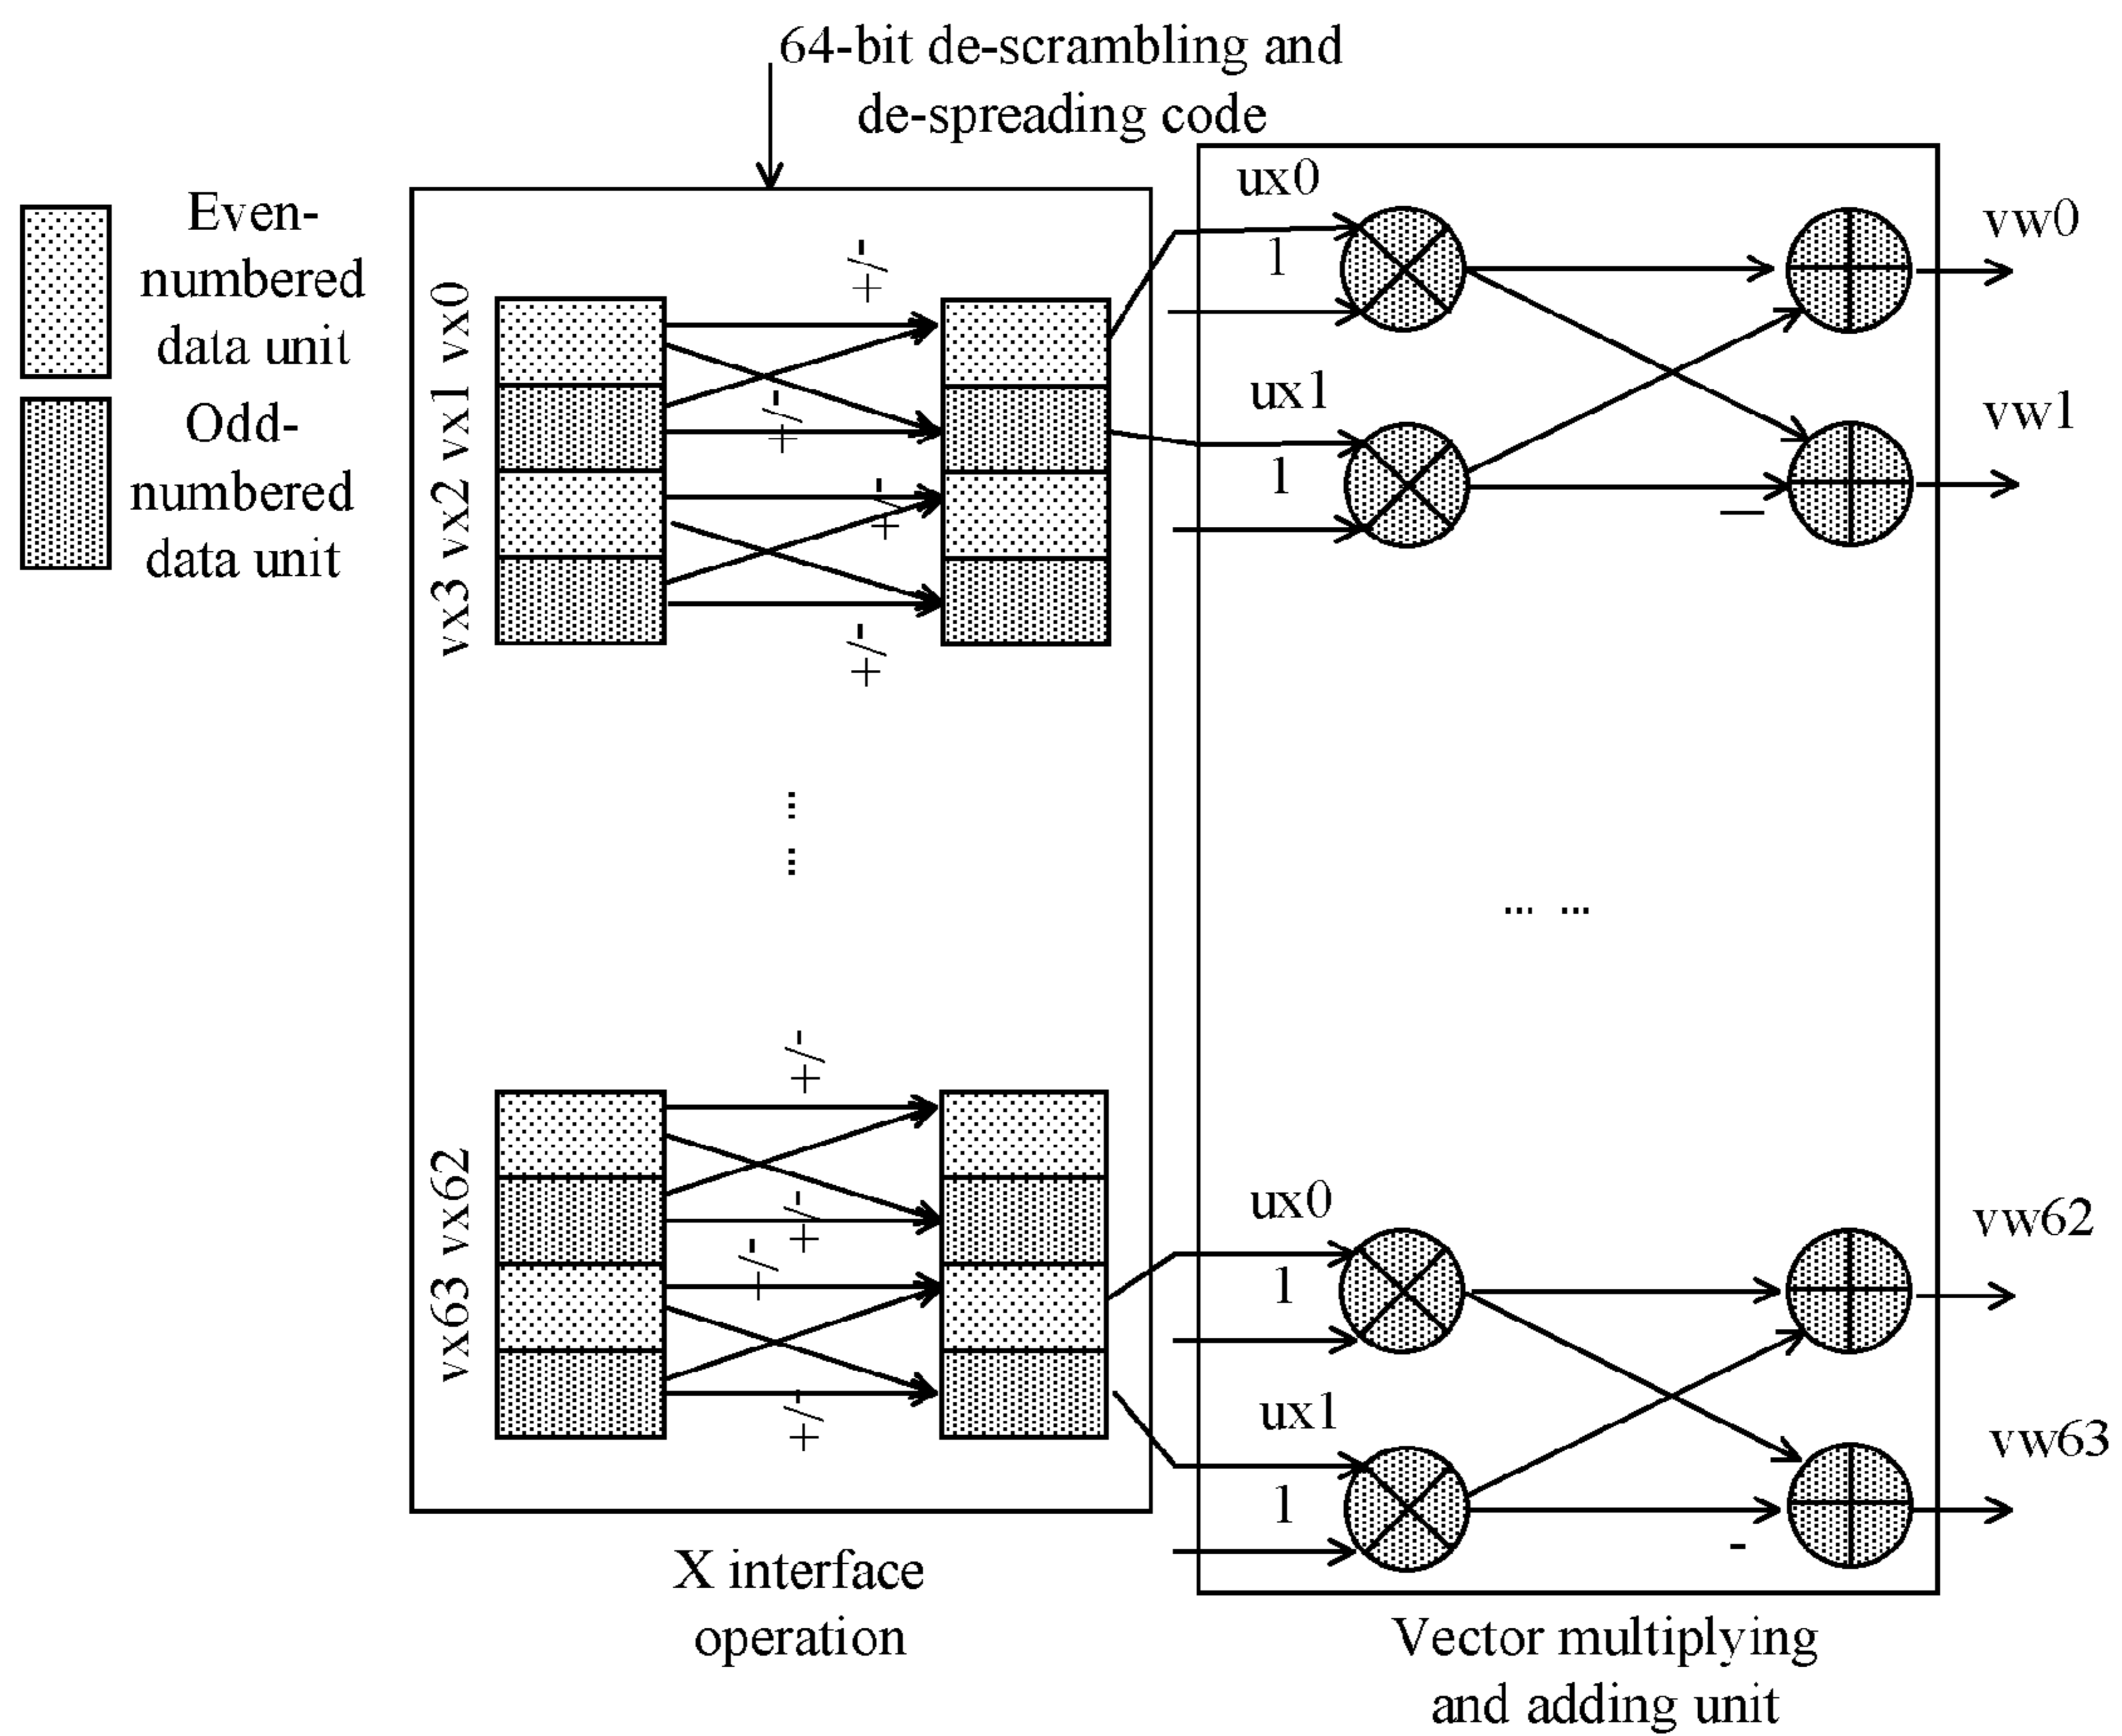 64-bit de-scrambling and
de-spreading code
Even-
numbered
data unit
Odd-
numbered
data unit
vx3 vx2 vx1 vx0
+/-
+/-
+/-
+/-
... ...
vx63 vx62
+/-
+/-
+/-
+/-
X interface
operation
ux0
1
ux1
1
vw0
vw1
—
... ...
ux0
1
ux1
1
vw62
vw63
-
Vector multiplying
and adding unit